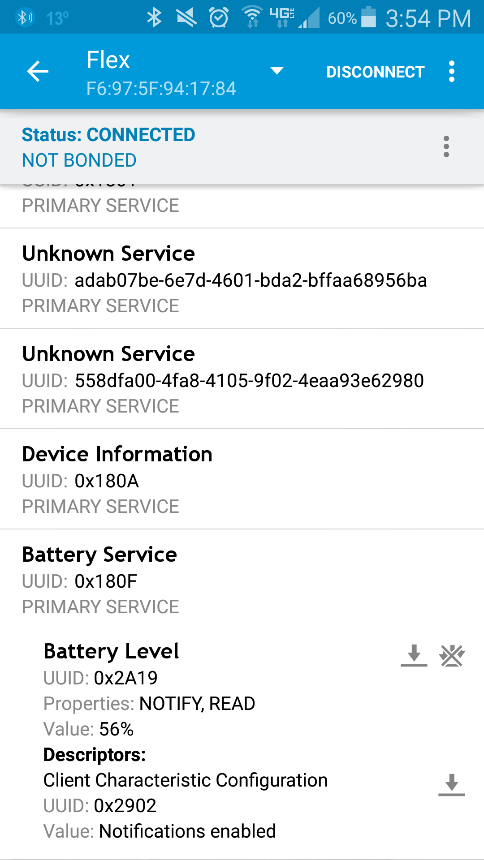 13°
4G
60%
3:54 PM
Flex
F6:97:5F:94:17:84
DISCONNECT
Status: CONNECTED
NOT BONDED
PRIMARY SERVICE
Unknown Service
UUID: adab07be-6e7d-4601-bda2-bffaa68956ba
PRIMARY SERVICE
Unknown Service
UUID: 558dfa00-4fa8-4105-9f02-4eaa93e62980
PRIMARY SERVICE
Device Information
UUID: 0x180A
PRIMARY SERVICE
Battery Service
UUID: 0x180F
PRIMARY SERVICE
Battery Level
UUID: 0x2A19
Properties: NOTIFY, READ
Value: 56%
Descriptors:
Client Characteristic Configuration
UUID: 0x2902
Value: Notifications enabled